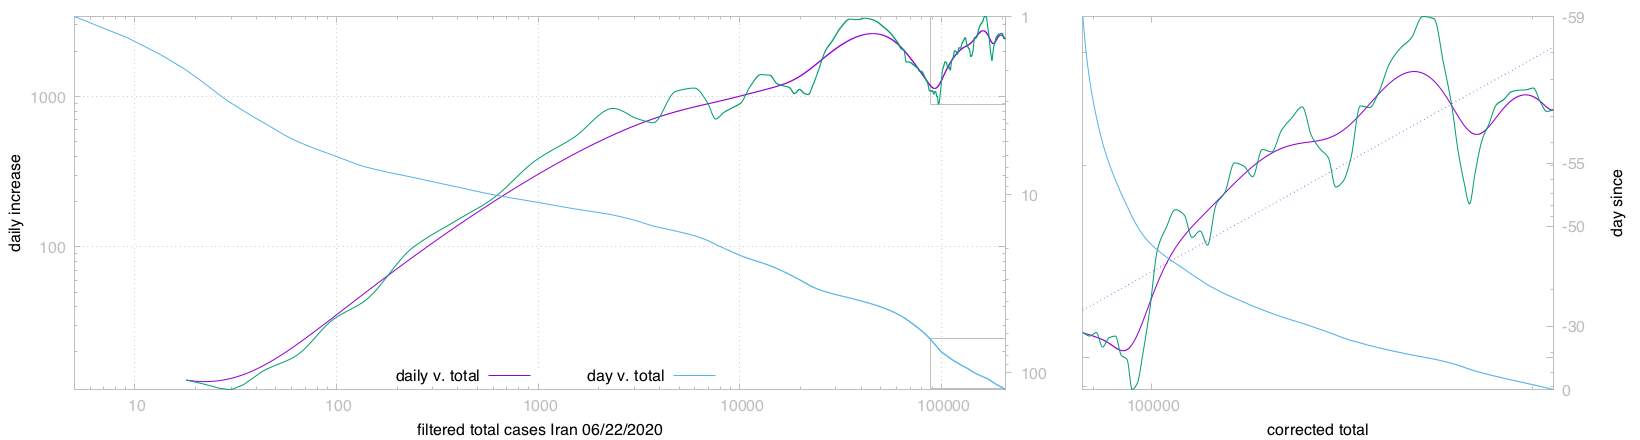 daily increase
1000
100
10
100
1000
10000
100000
1
10
100
daily v. total
day v. total
filtered total cases Iran 06/22/2020
100000
corrected total
-59
-55
-50
-30
0
day since